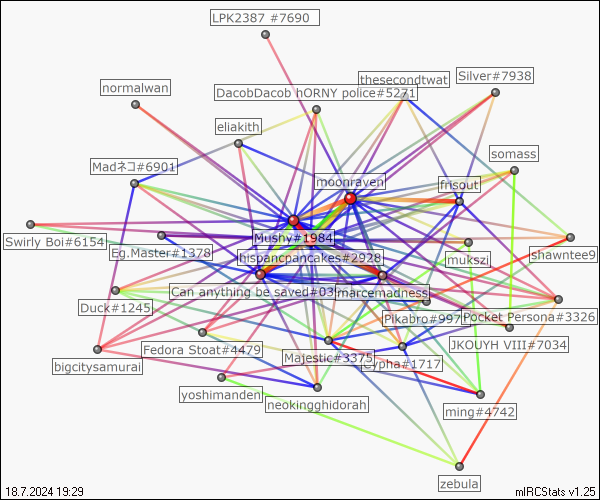 LPK2387 #7690
thesecondtwat
Silver#7938
normalwan
DacobDacob hORNY police#5271
eliakith
somass
Madネコ#6901
moonraven
frisout
Mushy#1984
Swirly Boi#6154
Eg.Master#1378
hispancpancakes#2928
mukszi
shawntee9
Can anything be saved#03
marcemadness
Duck#1245
Pikabro#997
Pocket Persona#3326
Fedora Stoat#4479
Majestic#3375
Cypha#1717
JKOUYH VIII#7034
bigcitysamurai
yoshimanden
neokingghidorah
ming#4742
zebula
18.7.2024 19:29
mIRCStats v1.25